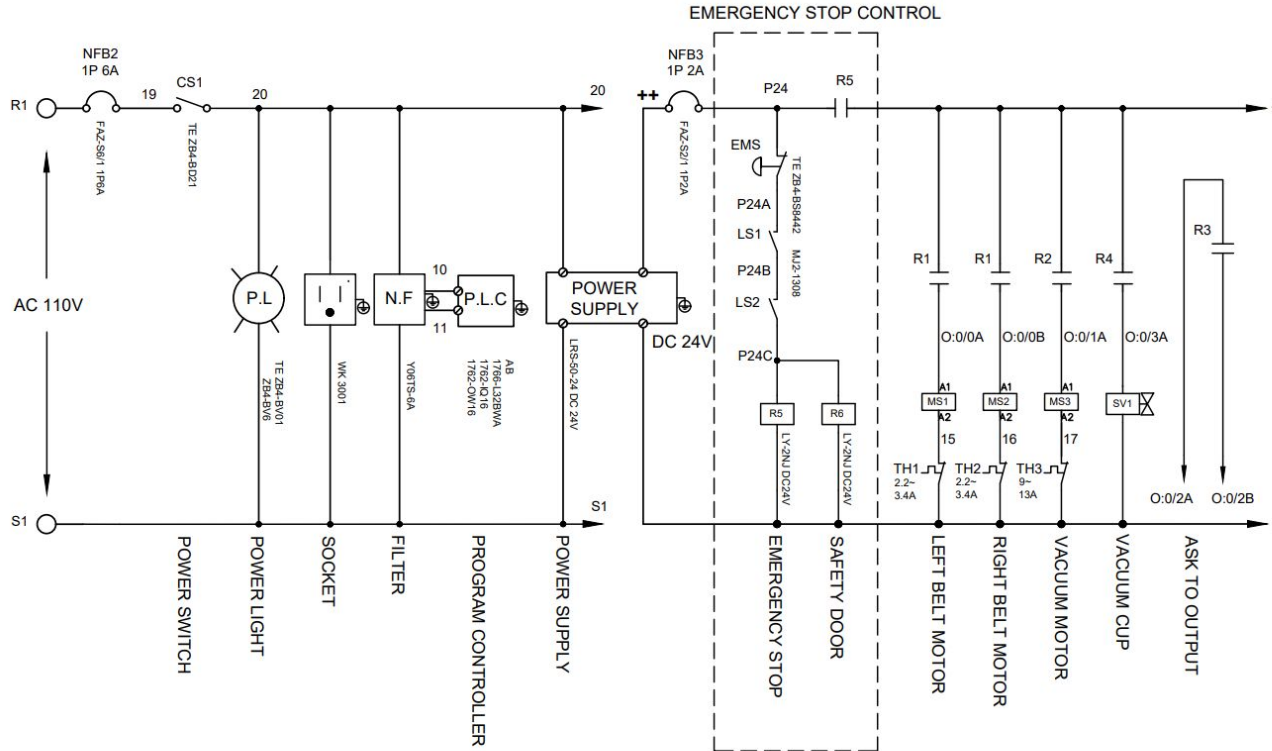 EMERGENCY STOP CONTROL
NFB2
1P 6A
R1
19
CS1
20
20
FAZ-S6/1 1P6A
TE ZB4-BD21
AC 110V
S1
P.L
TE ZB4-BV01
ZB4-BV6
WK 3001
N.F
Y06TS-6A
10
11
P.L.C
A/B
1766-L32BWA
1762-IQ16
1762-OW16
POWER
SUPPLY
LRS-50-24 DC 24V
DC 24V
S1
++
NFB3
1P 2A
FAZ-S2/1 1P2A
P24
R5
EMS
TE ZB4-BS8442
P24A
LS1
MJ2-1308
P24B
LS2
P24C
R5
LY-2NJ DC24V
R6
LY-2NJ DC24V
R1
R1
R2
R4
R3
O:0/0A
O:0/0B
O:0/1A
O:0/3A
A1
MS1
A2
A1
MS2
A2
A1
MS3
A2
SV1
15
16
17
TH1
2.2~
3.4A
TH2
2.2~
3.4A
TH3
9~
13A
O:0/2A
O:0/2B
POWER SWITCH
POWER LIGHT
SOCKET
FILTER
PROGRAM CONTROLLER
POWER SUPPLY
EMERGENCY STOP
SAFETY DOOR
LEFT BELT MOTOR
RIGHT BELT MOTOR
VACUUM MOTOR
VACUUM CUP
ASK TO OUTPUT